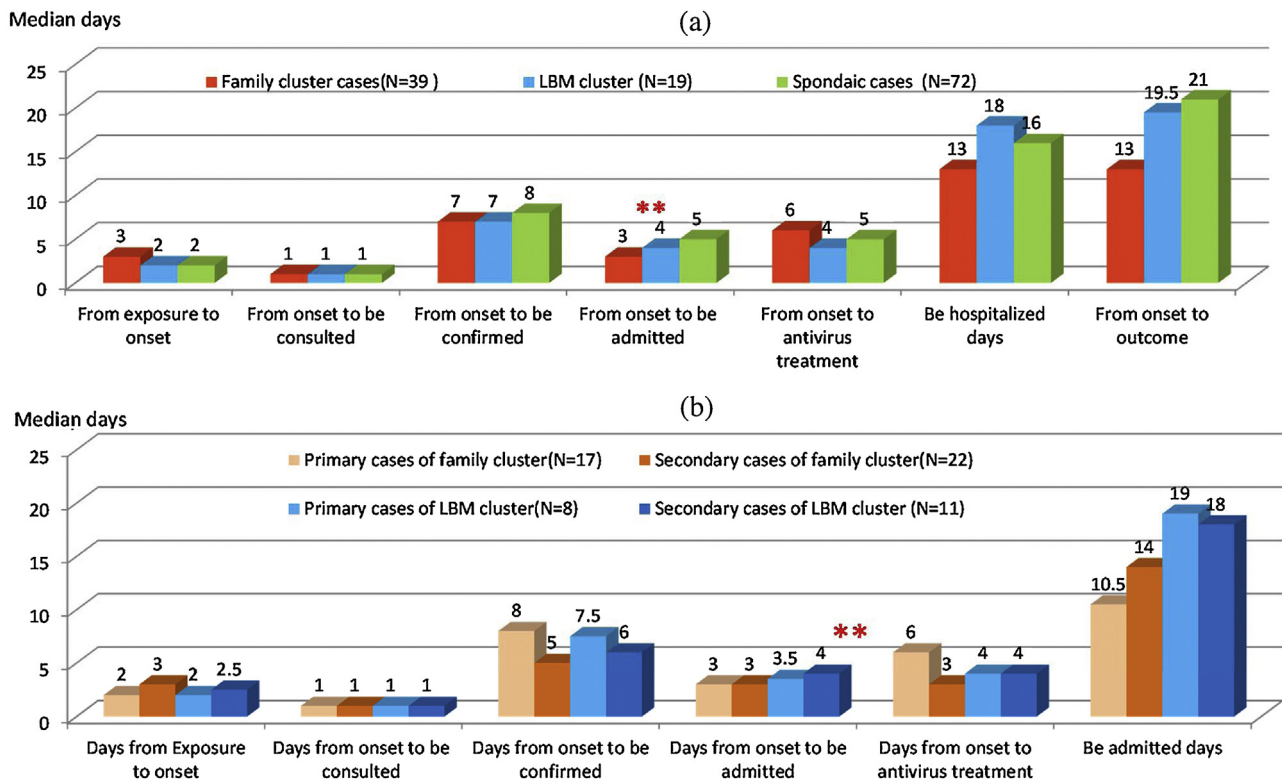 Median days
(a)
25
20
15
10
5
0
Family cluster cases(N=39 )
LBM cluster (N=19)
Spondaic cases (N=72)
3
2
2
1
1
1
7
7
8
**
3
4
5
6
4
5
13
18
16
13
19.5
21
From exposure to
onset
From onset to be
consulted
From onset to be
confirmed
From onset to be
admitted
From onset to
antivirus
treatment
Be hospitalized
days
From onset to
outcome
(b)
Median days
25
20
15
10
5
0
Primary cases of family cluster(N=17)
Secondary cases of family cluster(N=22)
Primary cases of LBM cluster(N=8)
Secondary cases of LBM cluster (N=11)
2
3
2
2.5
1
1
1
1
8
5
7.5
6
3
3
3.5
4
**
6
3
4
4
10.5
14
19
18
Days from Exposure
to onset
Days from onset to be
consulted
Days from onset to be
confirmed
Days from onset to be
admitted
Days from onset to
antivirus treatment
Be admitted days